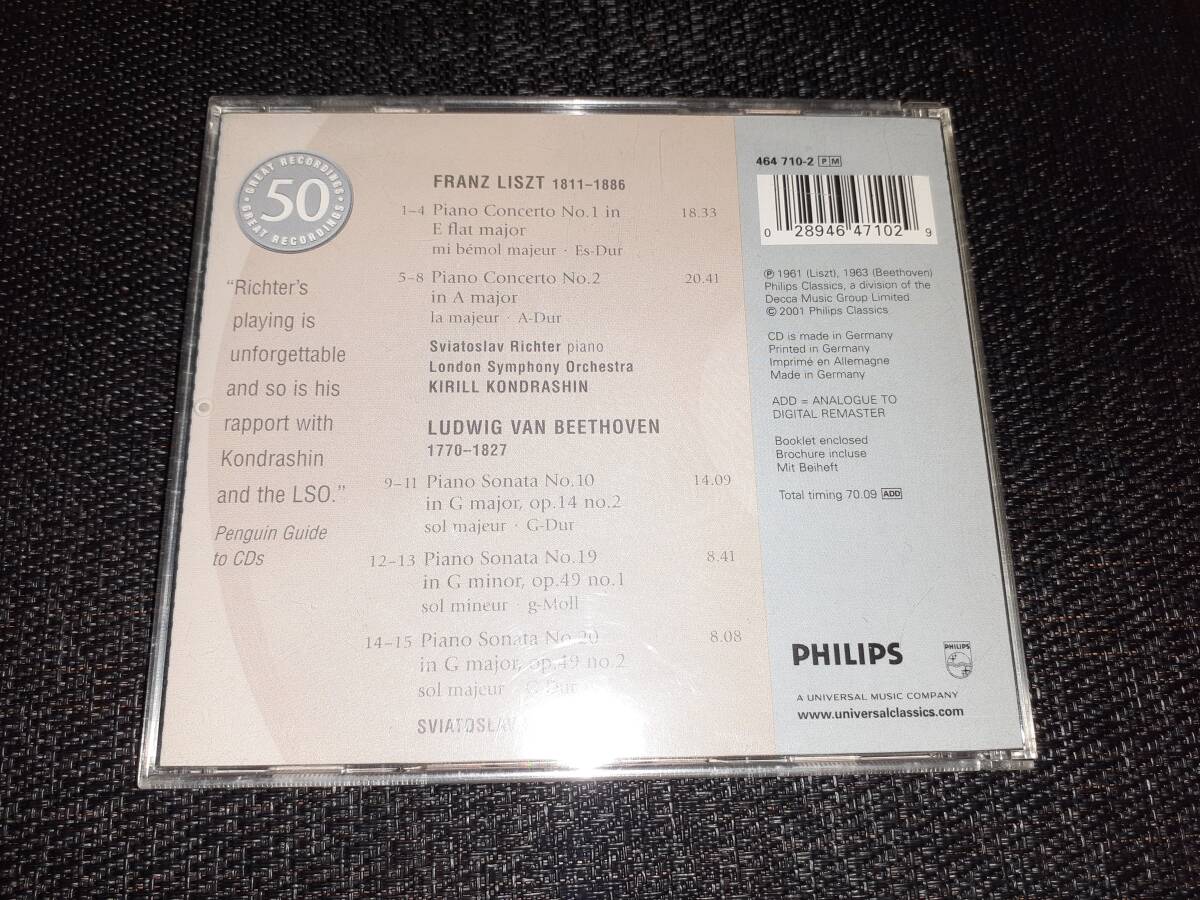 · GREAT RECORDINGS ·
50
GREAT RECORDINGS
"Richter's
playing is
unforgettable
and so is his
rapport with
Kondrashin
and the LSO."
Penguin Guide
to CDs
FRANZ LISZT 1811–1886
1–4 Piano Concerto No.1 in 18.33
E flat major
mi bémol majeur · Es-Dur
5–8 Piano Concerto No.2 20.41
in A major
la majeur · A-Dur
Sviatoslav Richter piano
London Symphony Orchestra
KIRILL KONDRASHIN
LUDWIG VAN BEETHOVEN
1770–1827
9–11 Piano Sonata No.10 14.09
in G major, op.14 no.2
sol majeur · G-Dur
12–13 Piano Sonata No.19 8.41
in G minor, op.49 no.1
sol mineur · g-Moll
14–15 Piano Sonata No.20 8.08
in G major, op.49 no.2
sol majeur · G-Dur
SVIATOSLAV
464 710-2 PM
0 28946 47102 9
℗ 1961 (Liszt), 1963 (Beethoven)
Philips Classics, a division of the
Decca Music Group Limited
© 2001 Philips Classics
CD is made in Germany
Printed in Germany
Imprimé en Allemagne
Made in Germany
ADD = ANALOGUE TO
DIGITAL REMASTER
Booklet enclosed
Brochure incluse
Mit Beiheft
Total timing 70.09 ADD
PHILIPS
PHILIPS
A UNIVERSAL MUSIC COMPANY
www.universalclassics.com